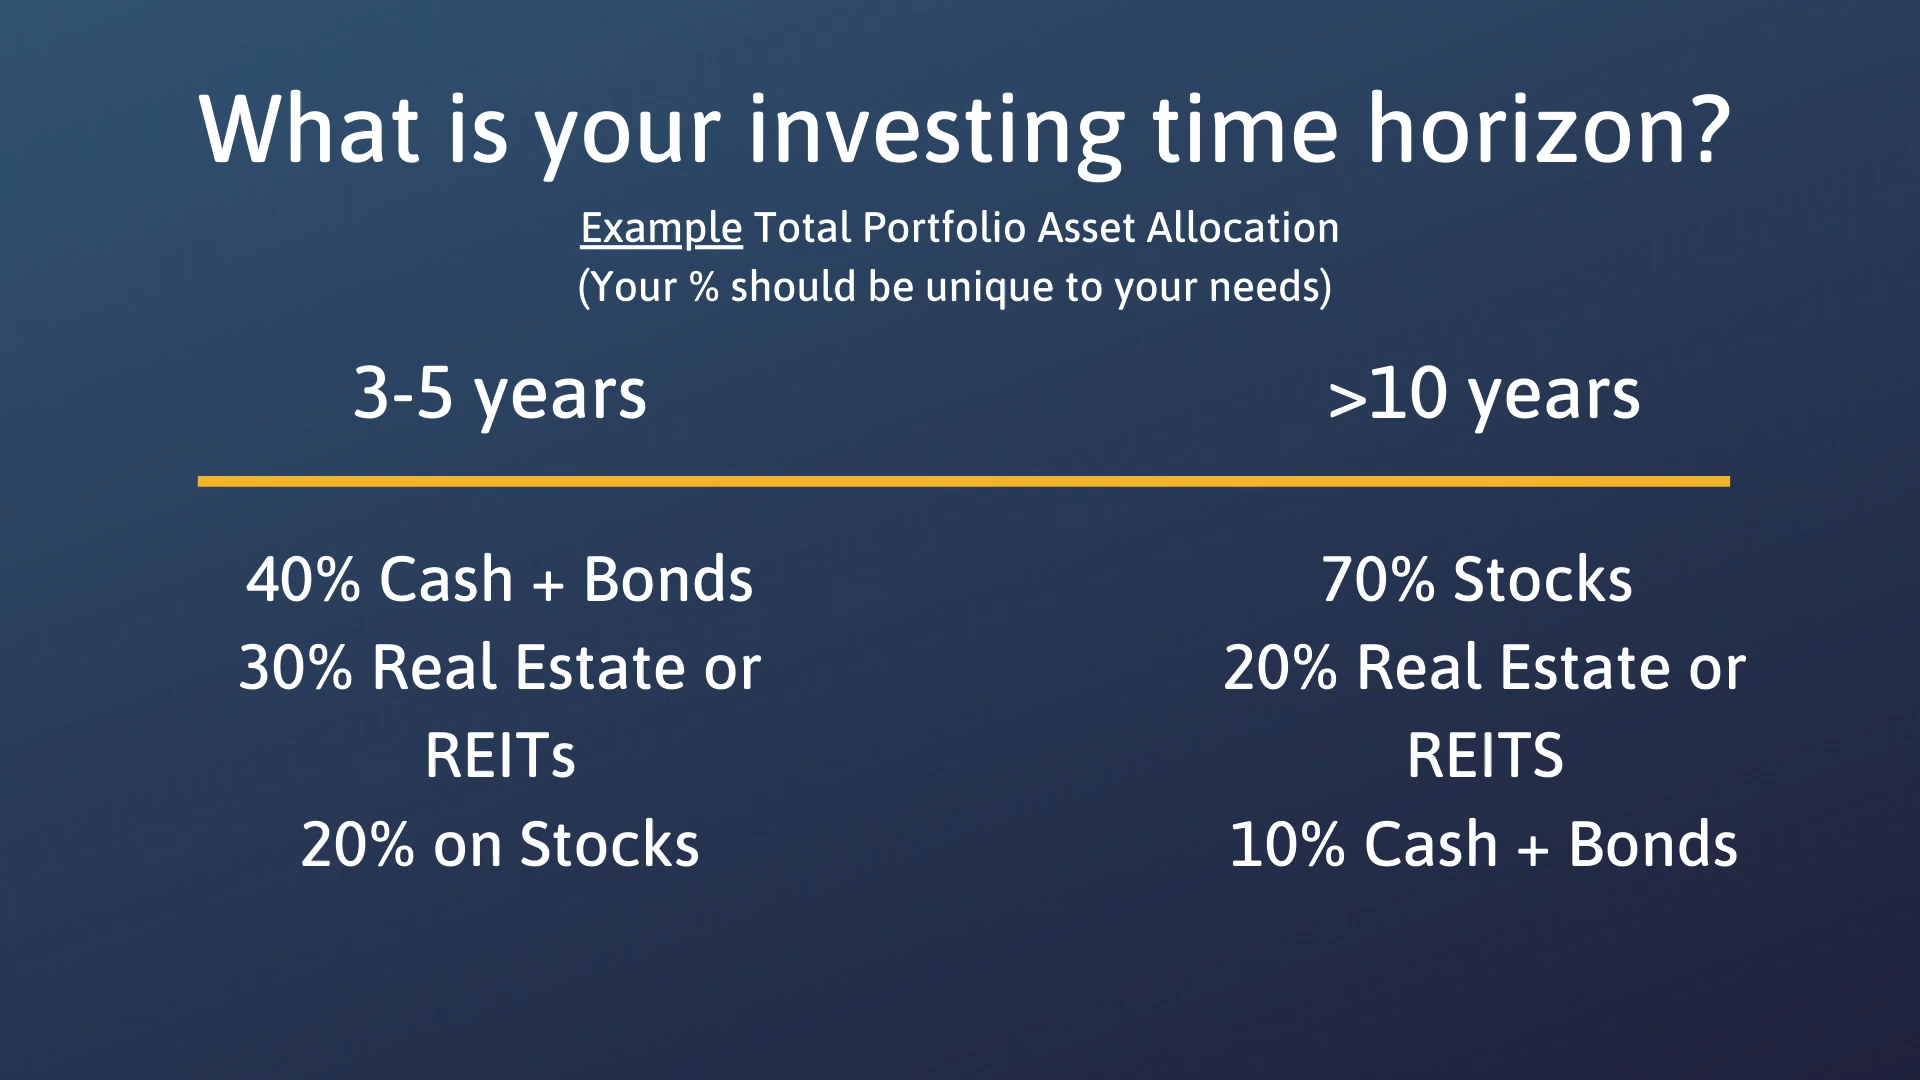 What is your investing time horizon?
Example Total Portfolio Asset Allocation
(Your % should be unique to your needs)
3-5 years
40% Cash + Bonds
30% Real Estate or
REITs
20% on Stocks
>10 years
70% Stocks
20% Real Estate or
REITS
10% Cash + Bonds